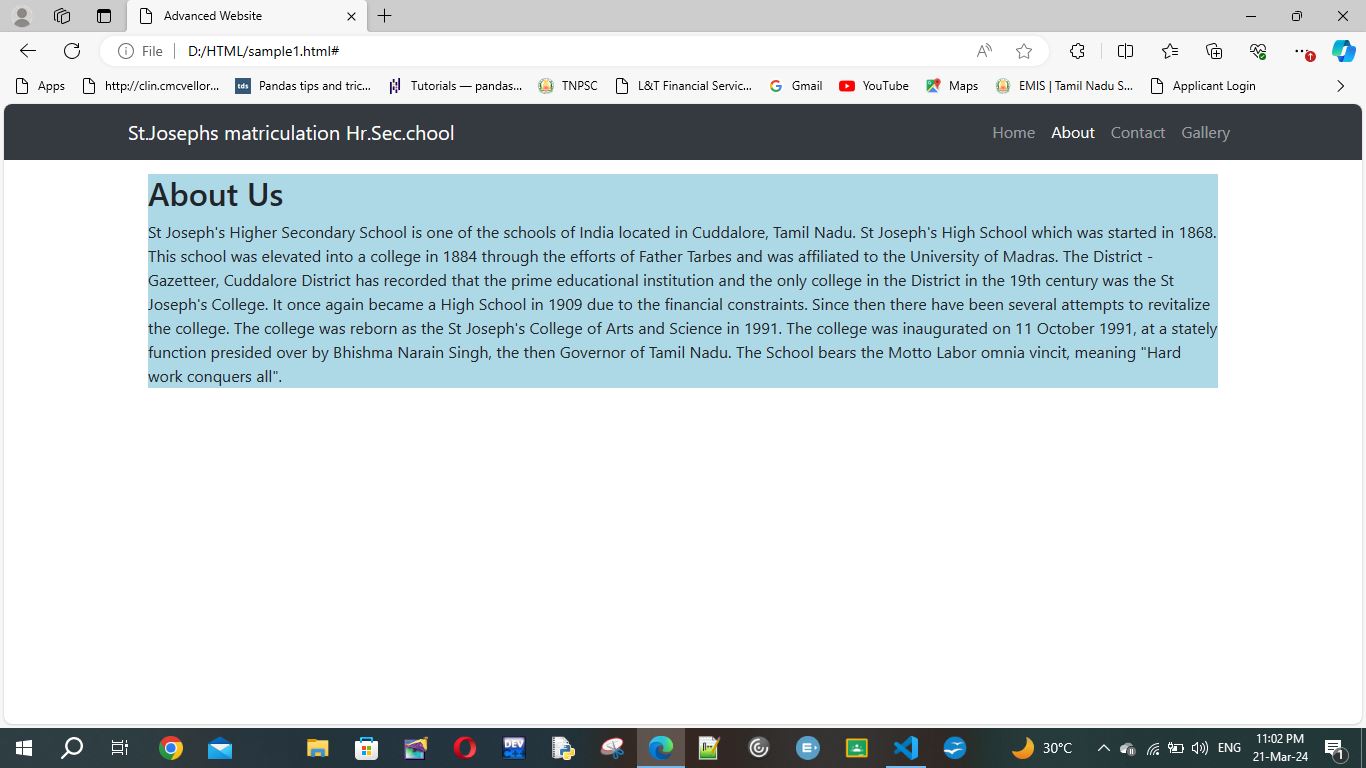 Advanced Website
File
D:/HTML/sample1.html#
Apps
http://clin.cmcvellor...
tds
Pandas tips and tric...
Tutorials — pandas...
TNPSC
L&T Financial Servic...
Gmail
YouTube
Maps
EMIS | Tamil Nadu S...
Applicant Login
St.Josephs matriculation Hr.Sec.chool
Home
About
Contact
Gallery
About Us
St Joseph's Higher Secondary School is one of the schools of India located in Cuddalore, Tamil Nadu. St Joseph's High School which was started in 1868.
This school was elevated into a college in 1884 through the efforts of Father Tarbes and was affiliated to the University of Madras. The District -
Gazetteer, Cuddalore District has recorded that the prime educational institution and the only college in the District in the 19th century was the St
Joseph's College. It once again became a High School in 1909 due to the financial constraints. Since then there have been several attempts to revitalize
the college. The college was reborn as the St Joseph's College of Arts and Science in 1991. The college was inaugurated on 11 October 1991, at a stately
function presided over by Bhishma Narain Singh, the then Governor of Tamil Nadu. The School bears the Motto Labor omnia vincit, meaning "Hard
work conquers all".
DEV
30°C
ENG
11:02 PM
21-Mar-24
1